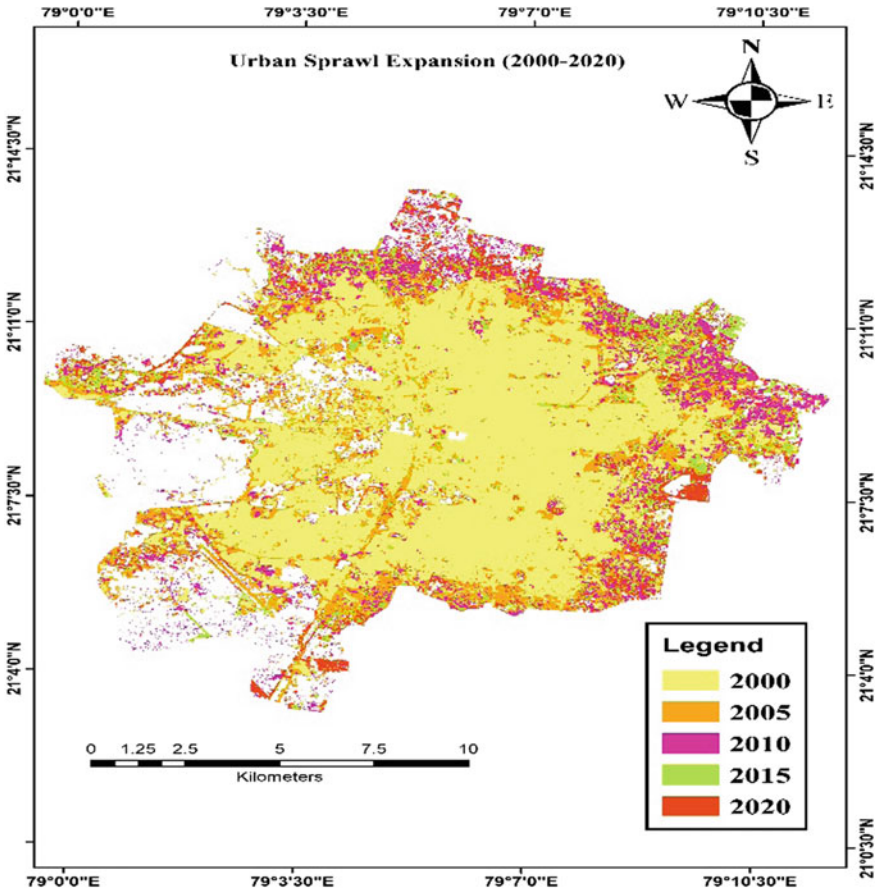 79°0'0"E 79°3'30"E 79°7'0"E 79°10'30"E
Urban Sprawl Expansion (2000-2020)
N
W E
S
21°14'30"N 21°14'30"N
21°11'0"N 21°11'0"N
21°7'30"N 21°7'30"N
21°4'0"N 21°4'0"N
Legend
2000
2005
2010
2015
2020
0 1.25 2.5 5 7.5 10
Kilometers
21°0'30"N
79°0'0"E 79°3'30"E 79°7'0"E 79°10'30"E